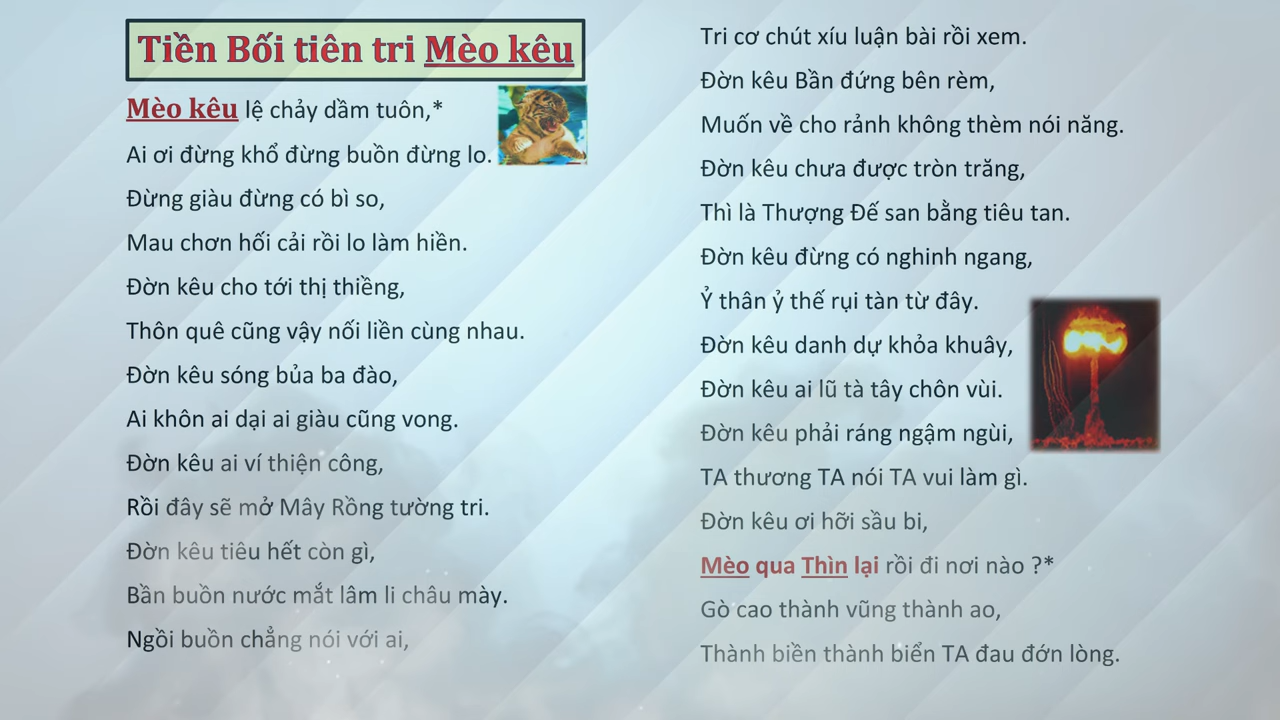 Tiền Bối tiên tri Mèo kêu
Mèo kêu lệ chảy dầm tuôn,*
Ai ơi đừng khổ đừng buồn đừng lo.
Đừng giàu đừng có bì so,
Mau chơn hối cải rồi lo làm hiền.
Đờn kêu cho tới thị thiềng,
Thôn quê cũng vậy nối liền cùng nhau.
Đờn kêu sóng bủa ba đào,
Ai khôn ai dại ai giàu cũng vong.
Đờn kêu ai ví thiện công,
Rồi đây sẽ mở Mây Rồng tường tri.
Đờn kêu tiêu hết còn gì,
Bần buồn nước mắt lâm li châu mày.
Ngồi buồn chẳng nói với ai,
Tri cơ chút xíu luận bài rồi xem.
Đờn kêu Bần đứng bên rèm,
Muốn về cho rảnh không thèm nói năng.
Đờn kêu chưa được tròn trăng,
Thì là Thượng Đế san bằng tiêu tan.
Đờn kêu đừng có nghinh ngang,
Ỷ thân ỷ thế rụi tàn từ đây.
Đờn kêu danh dự khỏa khuây,
Đờn kêu ai lũ tà tây chôn vùi.
Đờn kêu phải ráng ngậm ngùi,
TA thương TA nói TA vui làm gì.
Đờn kêu ơi hỡi sầu bi,
Mèo qua Thìn lại rồi đi nơi nào ?*
Gò cao thành vũng thành ao,
Thành biền thành biển TA đau đớn lòng.